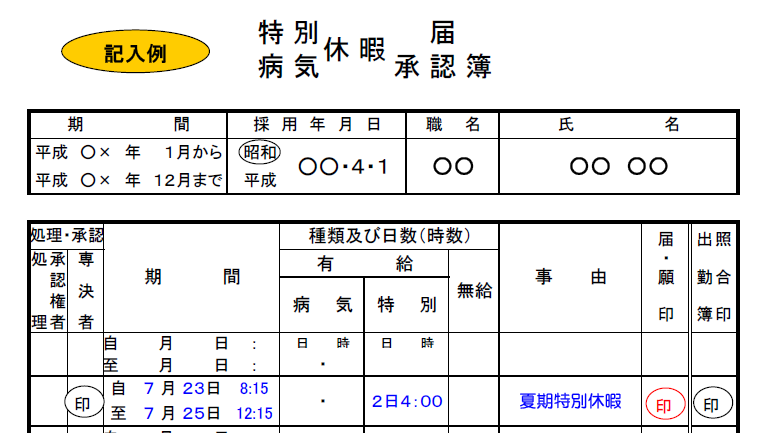 記入例
特別休暇届
病気休暇承認簿
期間 採用年月日 職名 氏名
平成 〇× 年 1月から 昭和 〇〇・4・1 〇〇 〇〇 〇〇
平成 〇× 年 12月まで 平成
処理・承認 期間 種類及び日数(時数) 事由 届・願印 出勤簿 照合印
承認権者処理 専決者 有給 無給
病気 特別
自 月 日 : 日 時 日 時
至 月 日 : ・
印 自 7月23日 8:15 ・ 2日4:00 夏期特別休暇 印 印
至 7月25日 12:15